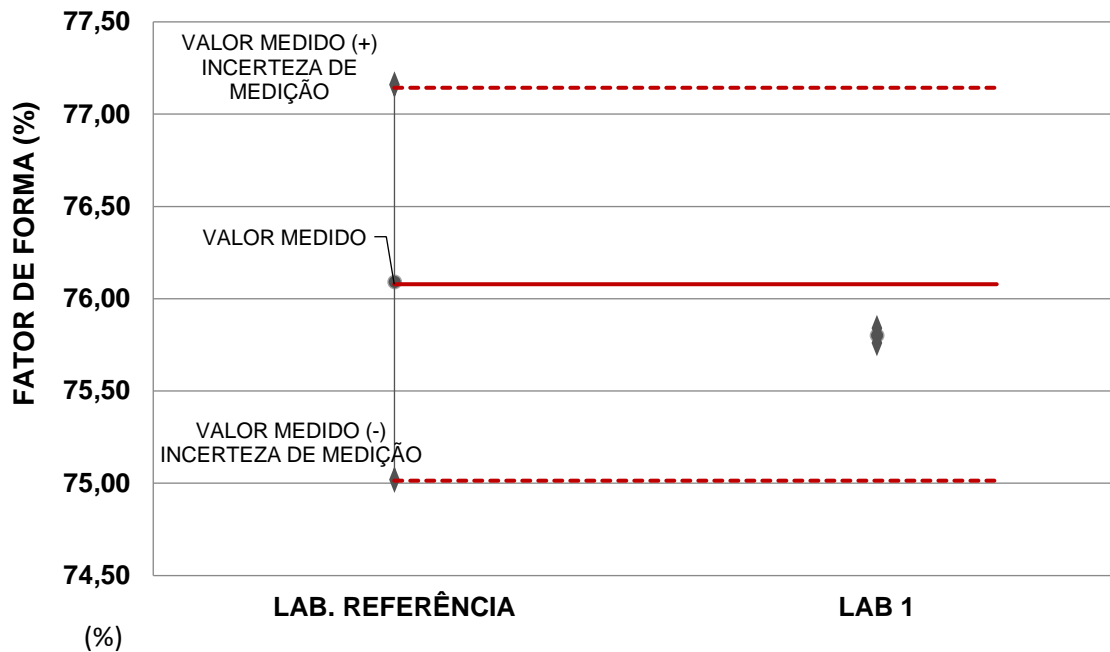 FATOR DE FORMA (%)
77,50
77,00
76,50
76,00
75,50
75,00
74,50
VALOR MEDIDO (+)
INCERTEZA DE
MEDIÇÃO
VALOR MEDIDO
VALOR MEDIDO (-)
INCERTEZA DE MEDIÇÃO
LAB. REFERÊNCIA
LAB 1
(%)